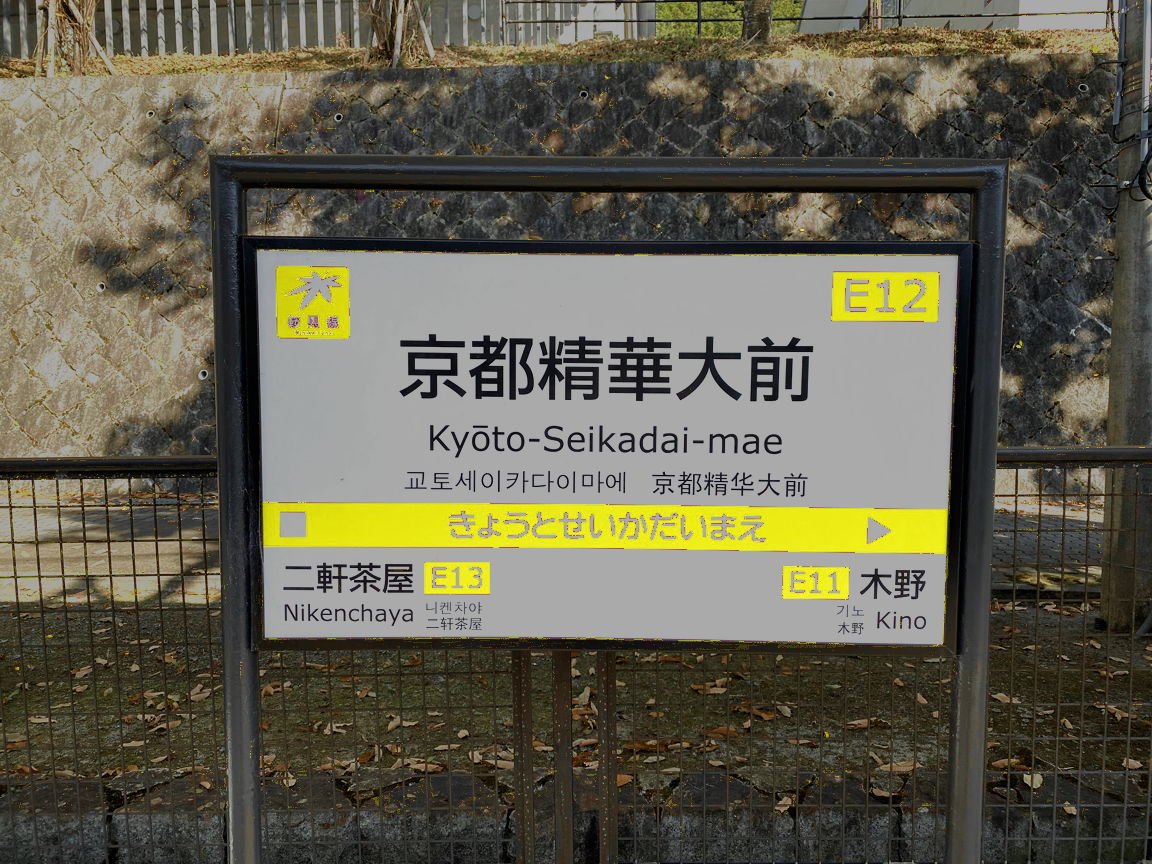 E12
京都精華大前
Kyōto-Seikadai-mae
교토세이카다이마에 京都精华大前
きょうとせいかだいまえ
二軒茶屋 E13
Nikenchaya
니켄차야
二轩茶屋
E11 木野
기노
木野
Kino